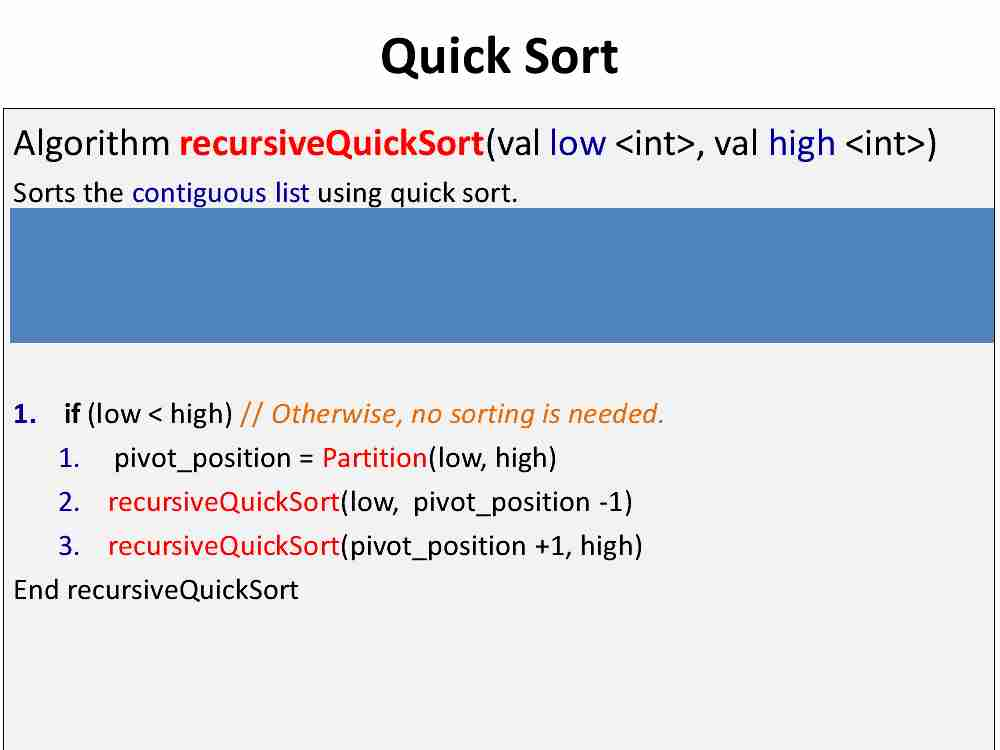 Quick Sort
Algorithm recursiveQuickSort(val low <int>, val high <int>)
Sorts the contiguous list using quick sort.
1. if (low < high) // Otherwise, no sorting is needed.
1. pivot_position = Partition(low, high)
2. recursiveQuickSort(low, pivot_position -1)
3. recursiveQuickSort(pivot_position +1, high)
End recursiveQuickSort